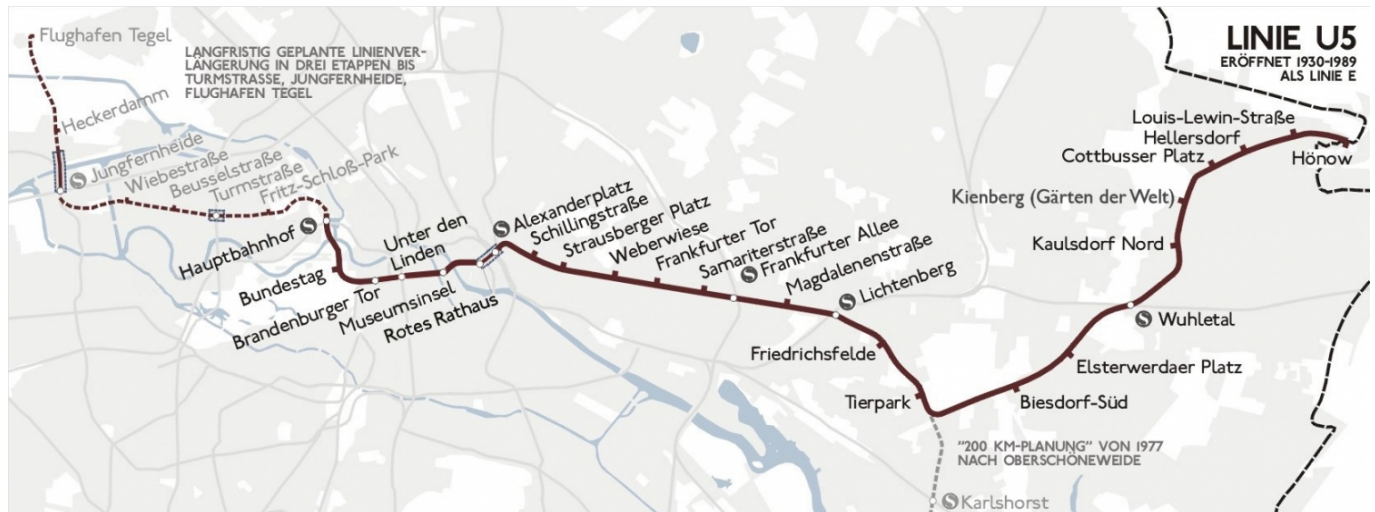 Flughafen Tegel
LANGFRISTIG GEPLANTE LINIENVER-
LÄNGERUNG IN DREI ETAPPEN BIS
TURMSTRASSE, JUNGFERNHEIDE,
FLUGHAFEN TEGEL
LINIE U5
ERÖFFNET 1930-1989
ALS LINIE E
Heckerdamm
S Jungfernheide
Wiebestraße
Beusselstraße
Turmstraße
Fritz-Schloß-Park
Hauptbahnhof S
Bundestag
Brandenburger Tor
Unter den
Linden
Museumsinsel
Rotes Rathaus
S Alexanderplatz
Schillingstraße
Strausberger Platz
Weberwiese
Frankfurter Tor
Samariterstraße
S Frankfurter Allee
Magdalenenstraße
S Lichtenberg
Friedrichsfelde
Tierpark
Biesdorf-Süd
Elsterwerdaer Platz
S Wuhletal
Kaulsdorf Nord
Kienberg (Gärten der Welt)
Cottbusser Platz
Hellersdorf
Louis-Lewin-Straße
Hönow
"200 KM-PLANUNG" VON 1977
NACH OBERSCHÖNEWEIDE
S Karlshorst